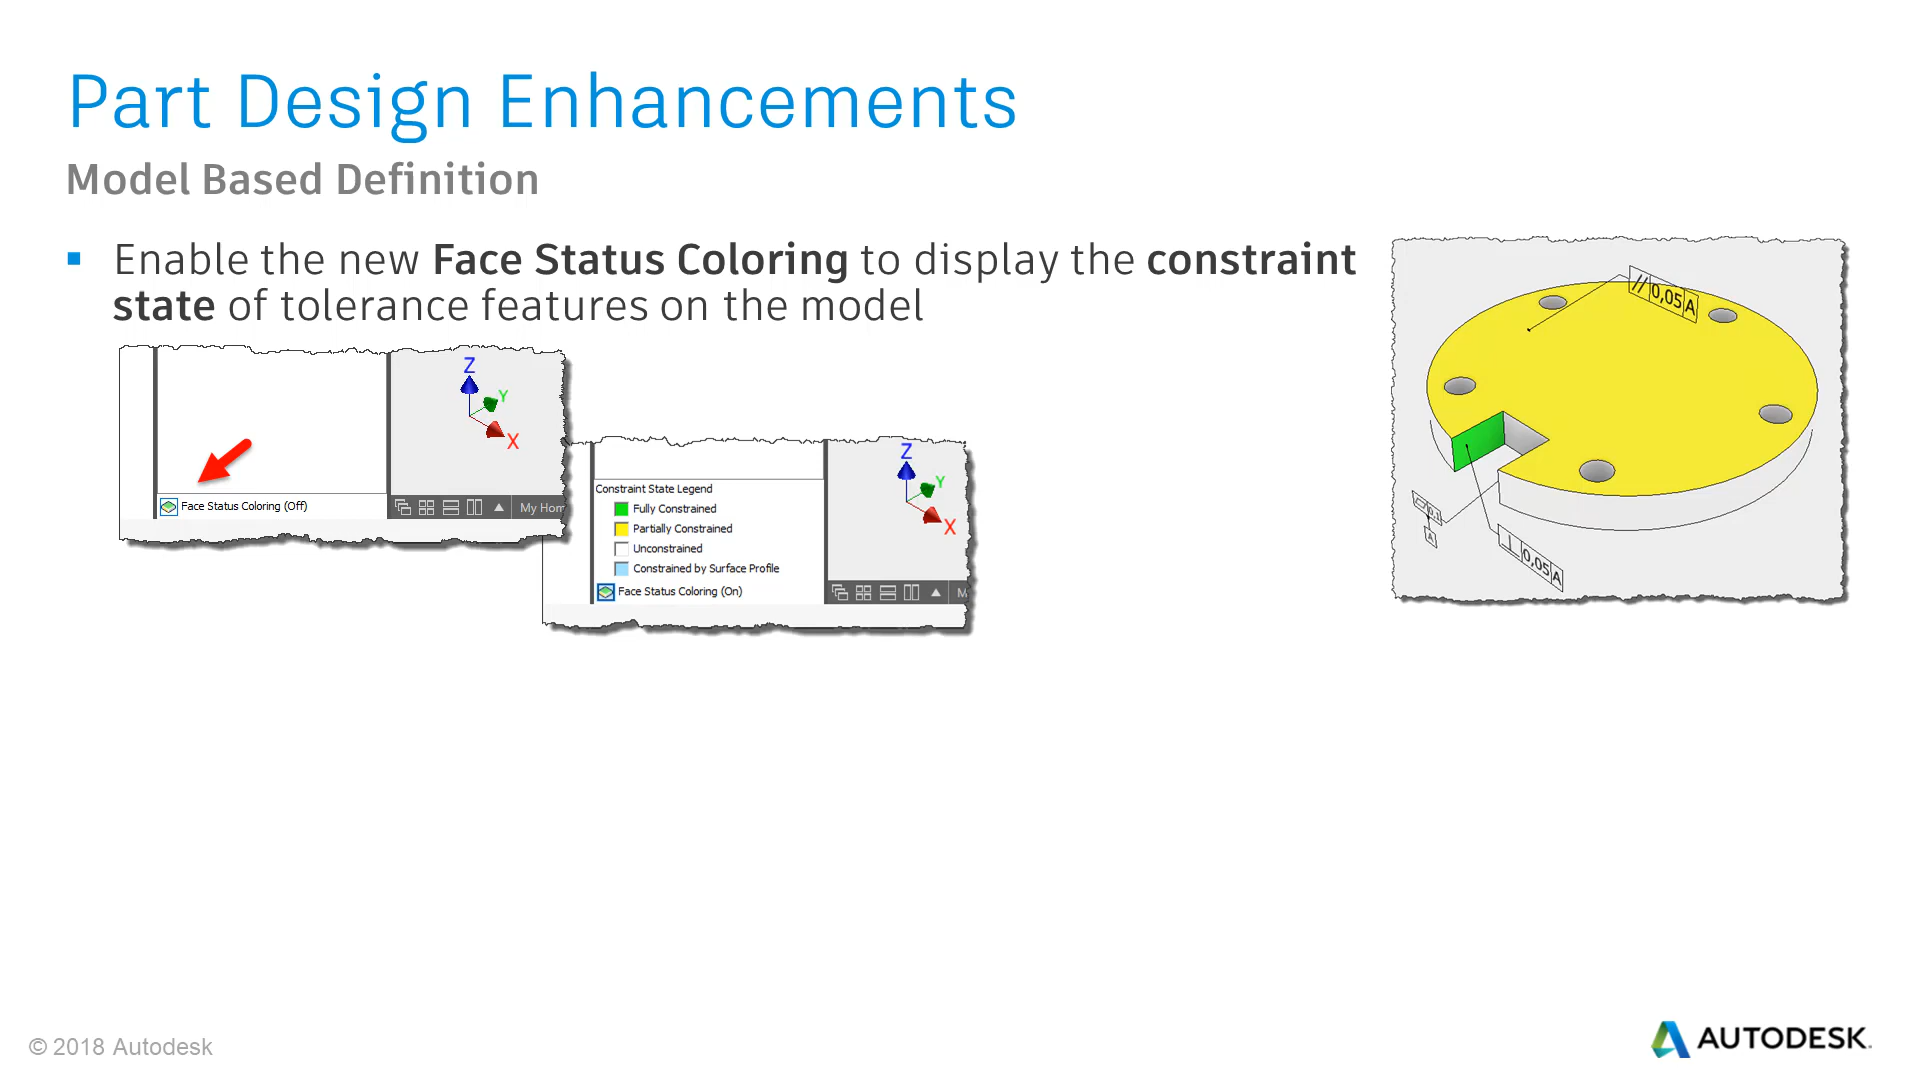 Part Design Enhancements
Model Based Definition
Enable the new Face Status Coloring to display the constraint
state of tolerance features on the model
Z
Y
X
Face Status Coloring (Off)
My Hom
Z
Y
X
Constraint State Legend
Fully Constrained
Partially Constrained
Unconstrained
Constrained by Surface Profile
Face Status Coloring (On)
M
// 0,05 A
0,1
A
⊥ 0,05 A
© 2018 Autodesk
AUTODESK.